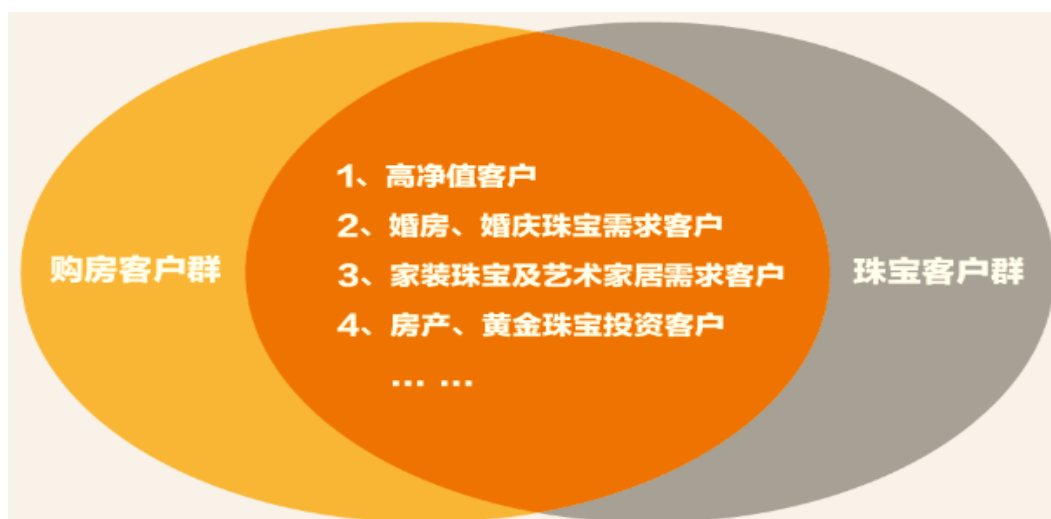 1、高净值客户
2、婚房、婚庆珠宝需求客户
购房客户群
3、家装珠宝及艺术家居需求客户
珠宝客户群
4、房产、黄金珠宝投资客户
... ...